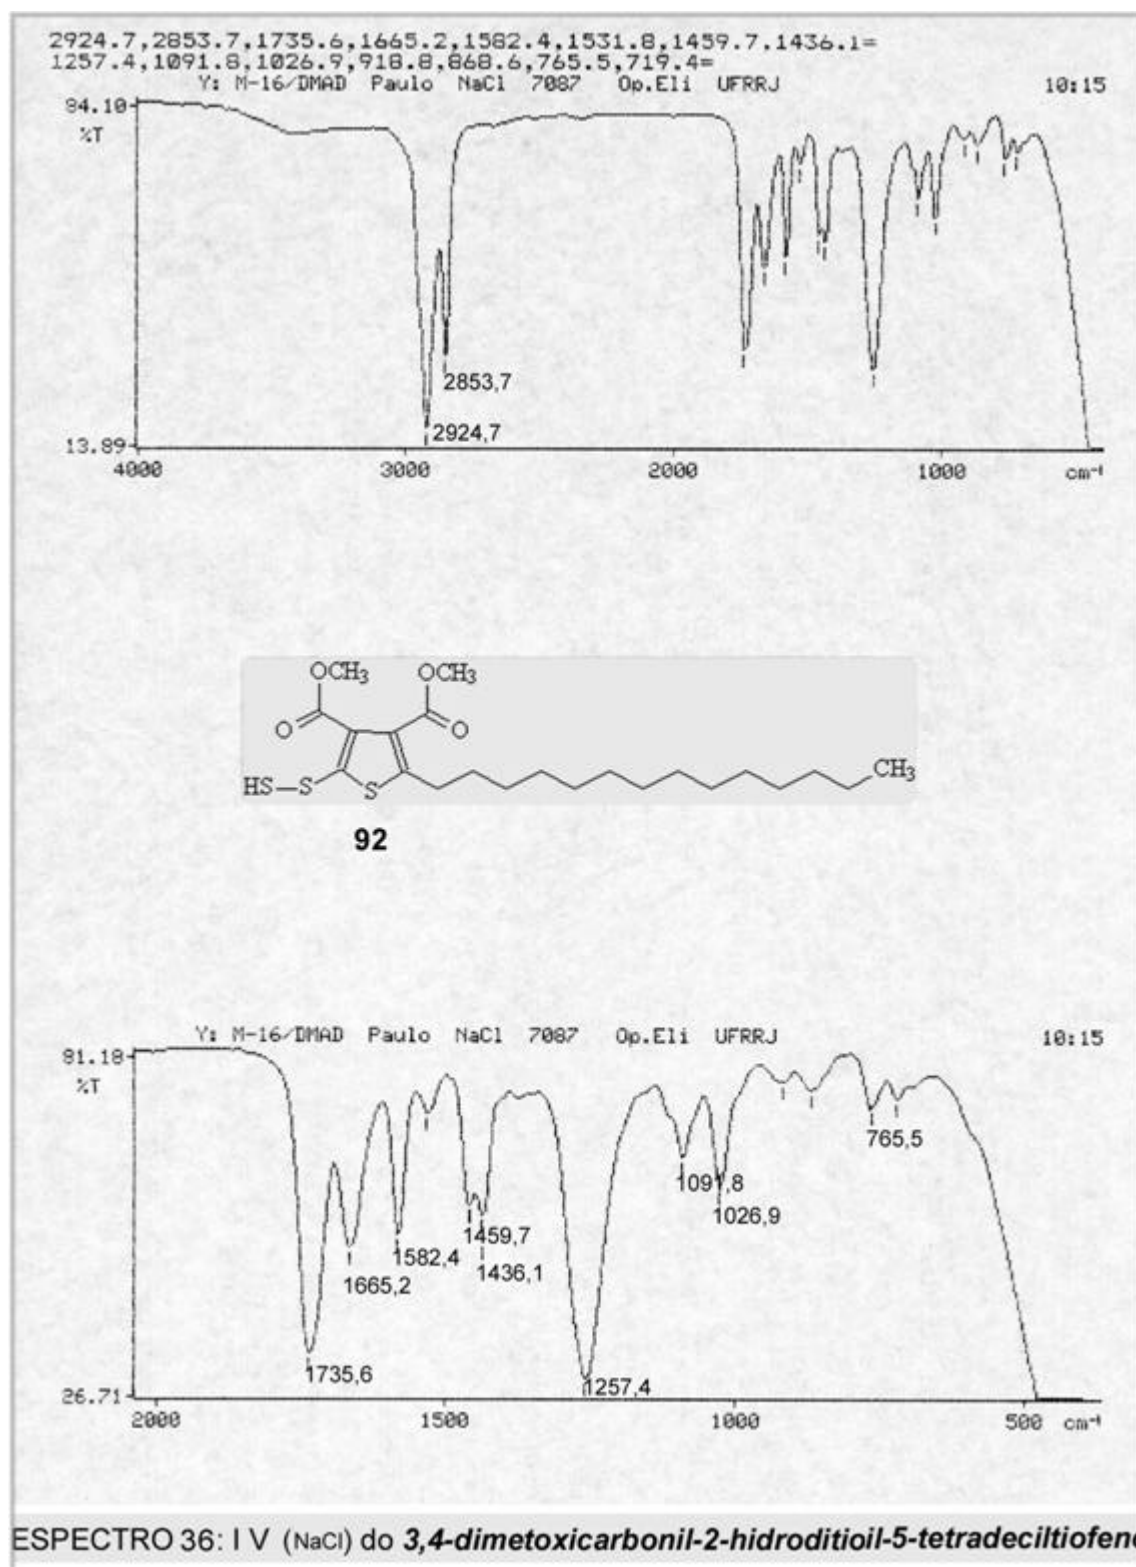 2924.7,2853.7,1735.6,1665.2,1582.4,1531.8,1459.7,1436.1=
1257.4,1091.8,1026.9,918.8,868.6,765.5,719.4=
Y: M-16/DMAD Paulo NaCl 7087 Op.Eli UFRRJ 10:15
94.10
%T
2853,7
2924,7
13.89
4000 3000 2000 1000 cm-1
OCH3 OCH3
O O
HS—S S CH3
92
Y: M-16/DMAD Paulo NaCl 7087 Op.Eli UFRRJ 10:15
91.18
%T
765,5
1091,8
1026,9
1459,7
1582,4
1436,1
1665,2
1735,6
1257,4
26.71
2000 1500 1000 500 cm-1
ESPECTRO 36: I V (NaCl) do 3,4-dimetoxicarbonil-2-hidroditioil-5-tetradeciltiofeno